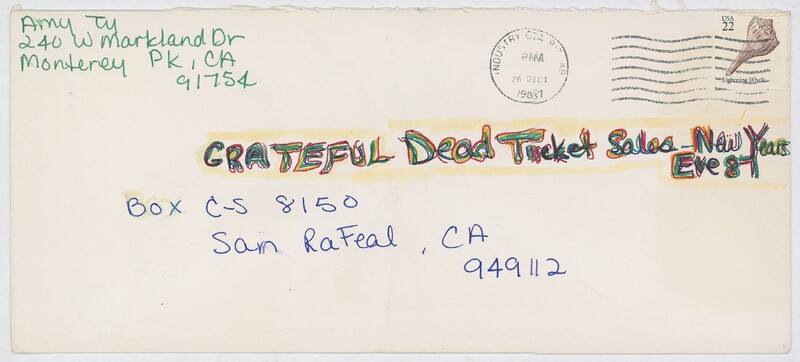 Amy Ty
240 W Markland Dr
Monterey Pk, CA
91754
PM
26 OCT
1987
USA
22
Lightning Whelk
GRATEFUL Dead Ticket Sales - New Years
Eve 87
Box C-S 8150
San RaFeal, CA
949112